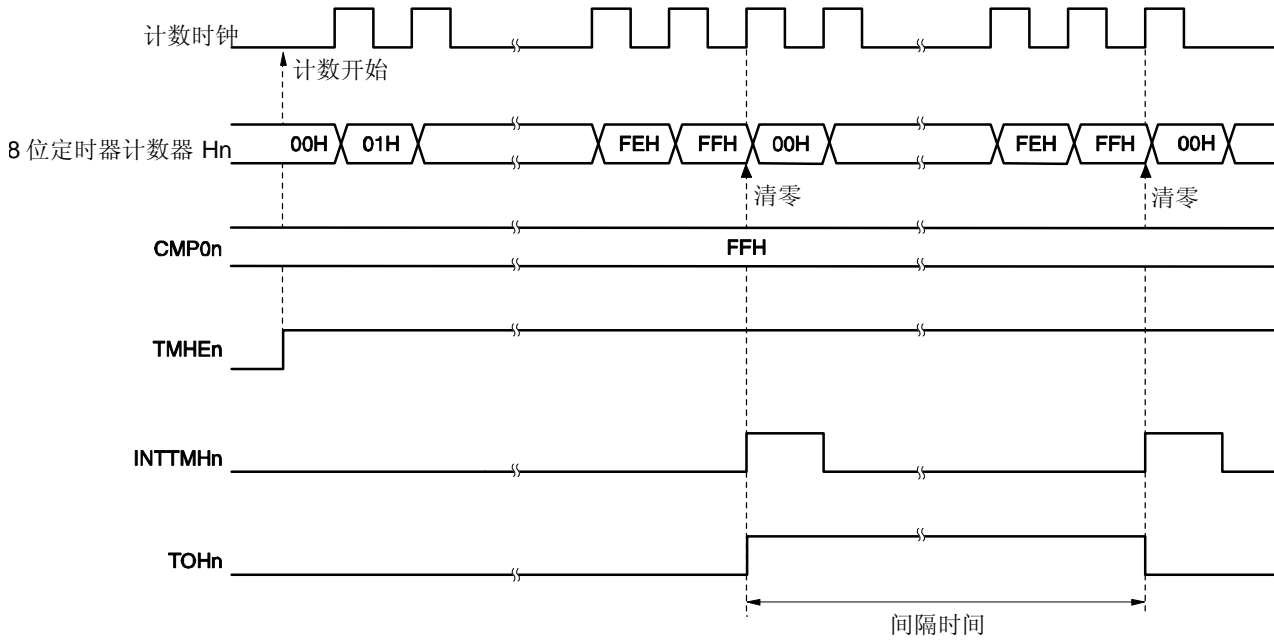 计数时钟
计数开始
8 位定时器计数器 Hn
00H 01H FEH FFH 00H FEH FFH 00H
清零 清零
CMP0n FFH
TMHEn
INTTMHn
TOHn
间隔时间